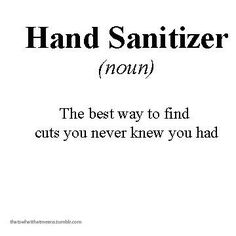 Hand Sanitizer
(noun)
The best way to find
cuts you never knew you had